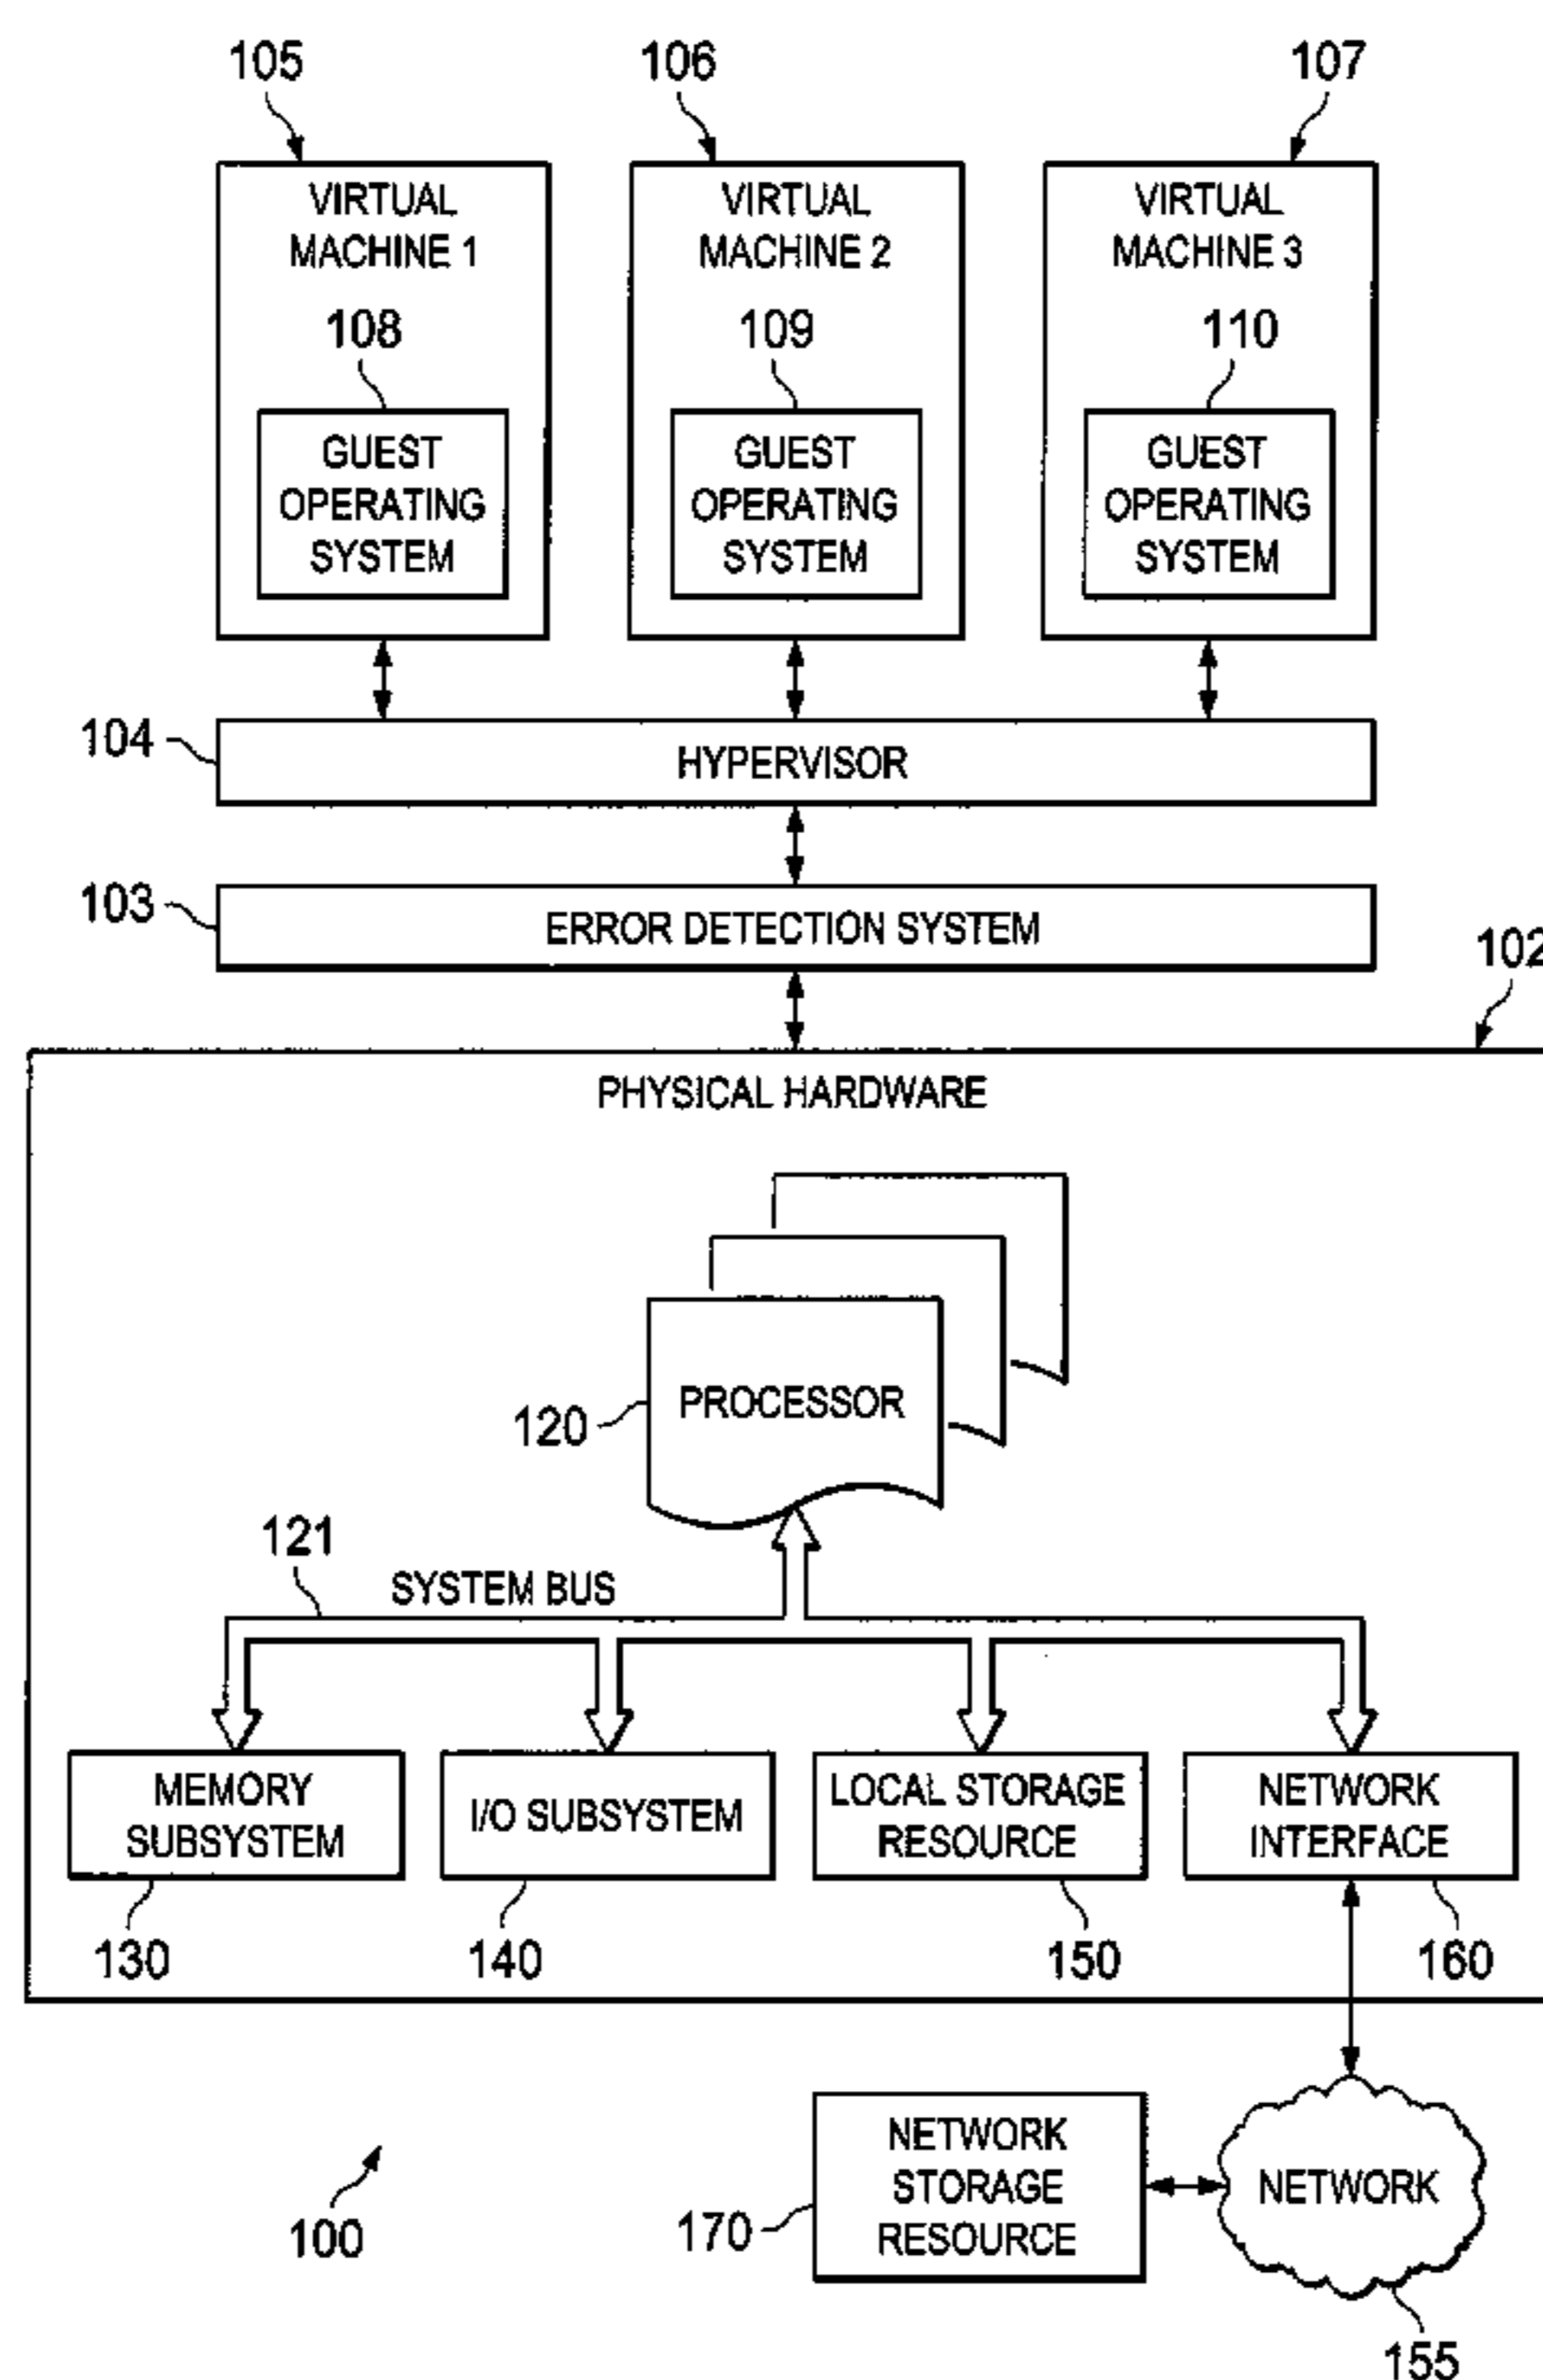 105
106
107
VIRTUAL
MACHINE 1
VIRTUAL
MACHINE 2
VIRTUAL
MACHINE 3
108
109
110
GUEST
OPERATING
SYSTEM
GUEST
OPERATING
SYSTEM
GUEST
OPERATING
SYSTEM
104
HYPERVISOR
103
ERROR DETECTION SYSTEM
102
PHYSICAL HARDWARE
120
PROCESSOR
121
SYSTEM BUS
MEMORY
SUBSYSTEM
I/O SUBSYSTEM
LOCAL STORAGE
RESOURCE
NETWORK
INTERFACE
130
140
150
160
100
170
NETWORK
STORAGE
RESOURCE
NETWORK
155